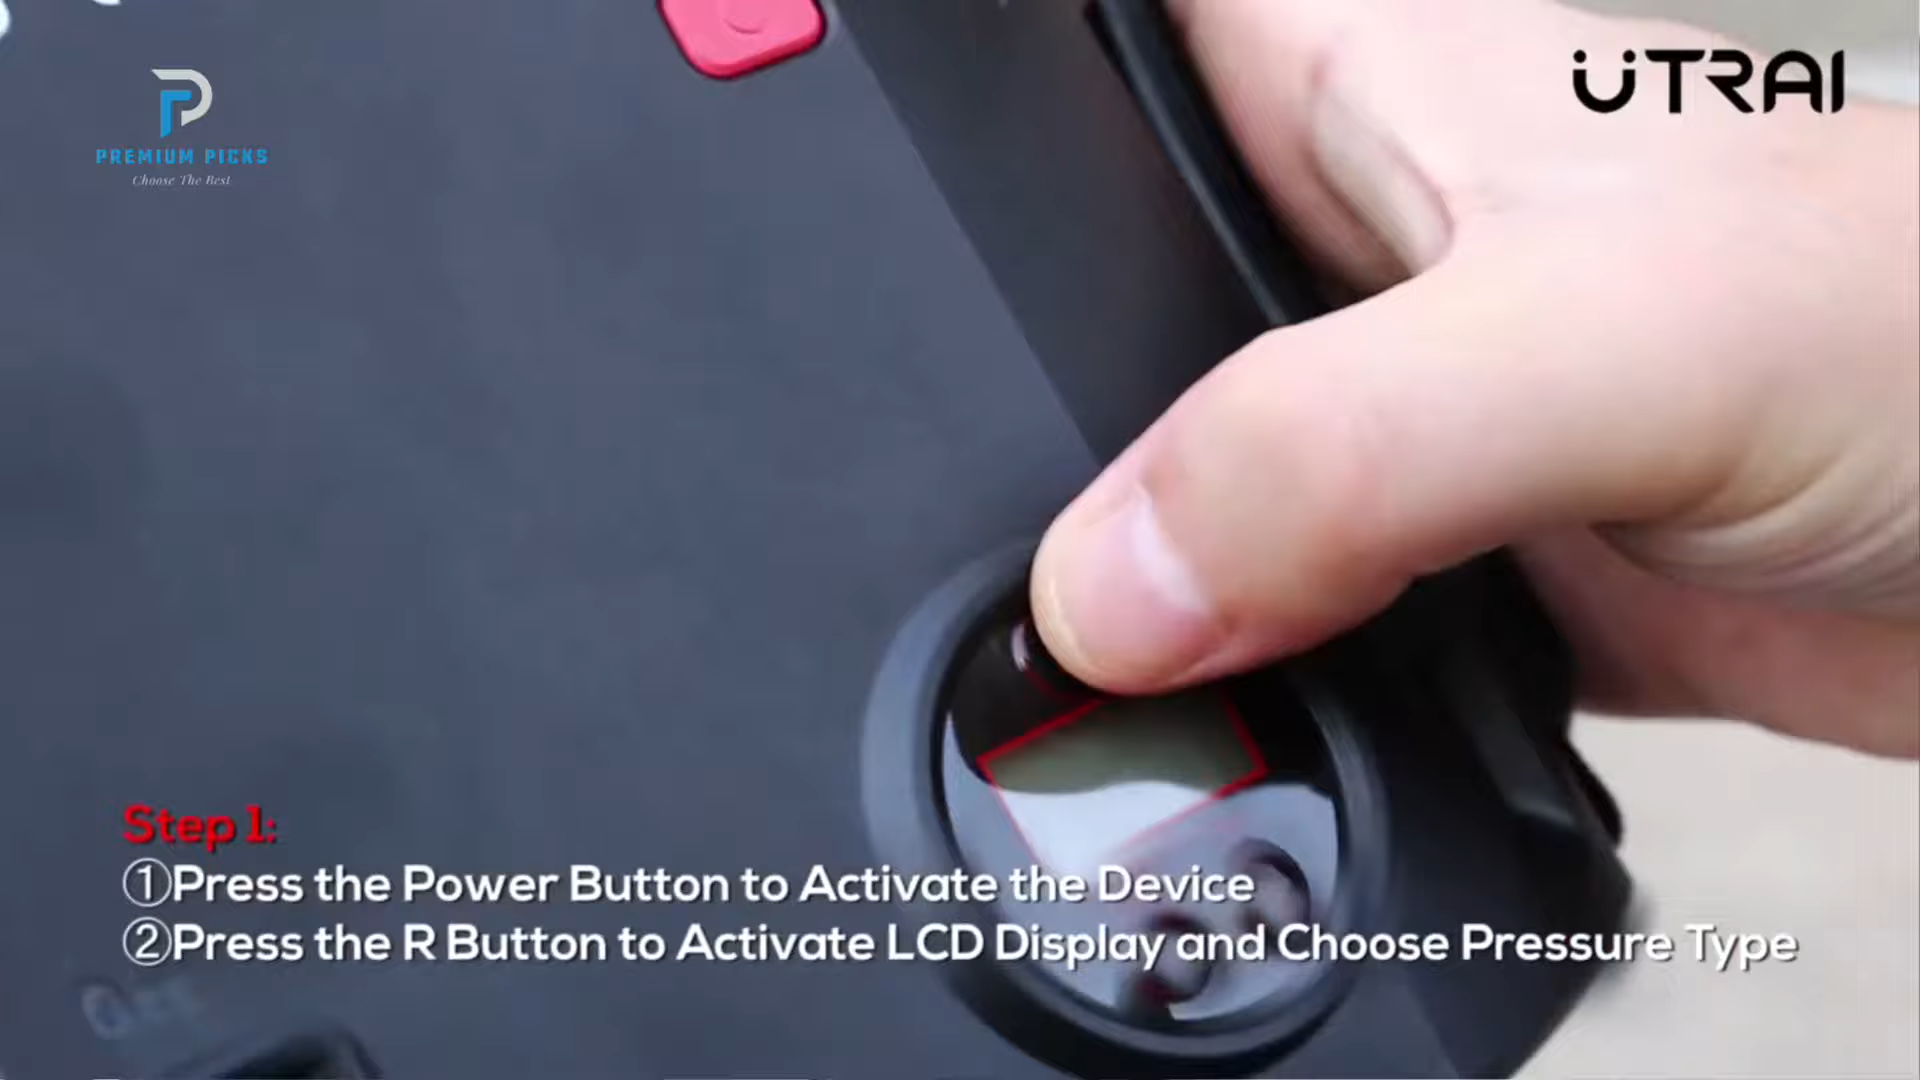 PREMIUM PICKS
Choose The Best
UTRAI
Step 1:
①Press the Power Button to Activate the Device
②Press the R Button to Activate LCD Display and Choose Pressure Type